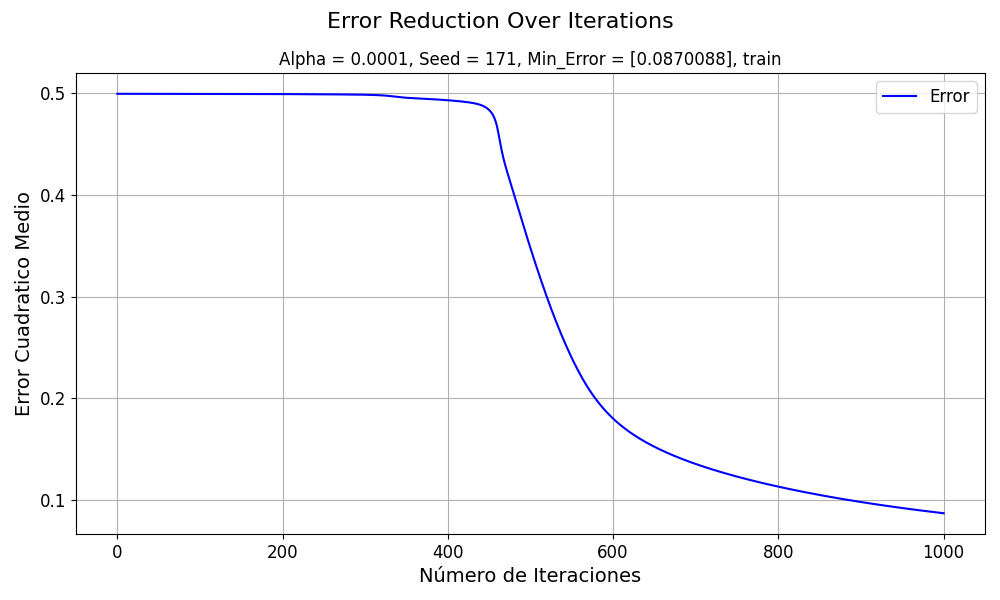 Error Reduction Over Iterations
Alpha = 0.0001, Seed = 171, Min_Error = [0.0870088], train
Error
Error Cuadratico Medio
0.5
0.4
0.3
0.2
0.1
0 200 400 600 800 1000
Número de Iteraciones